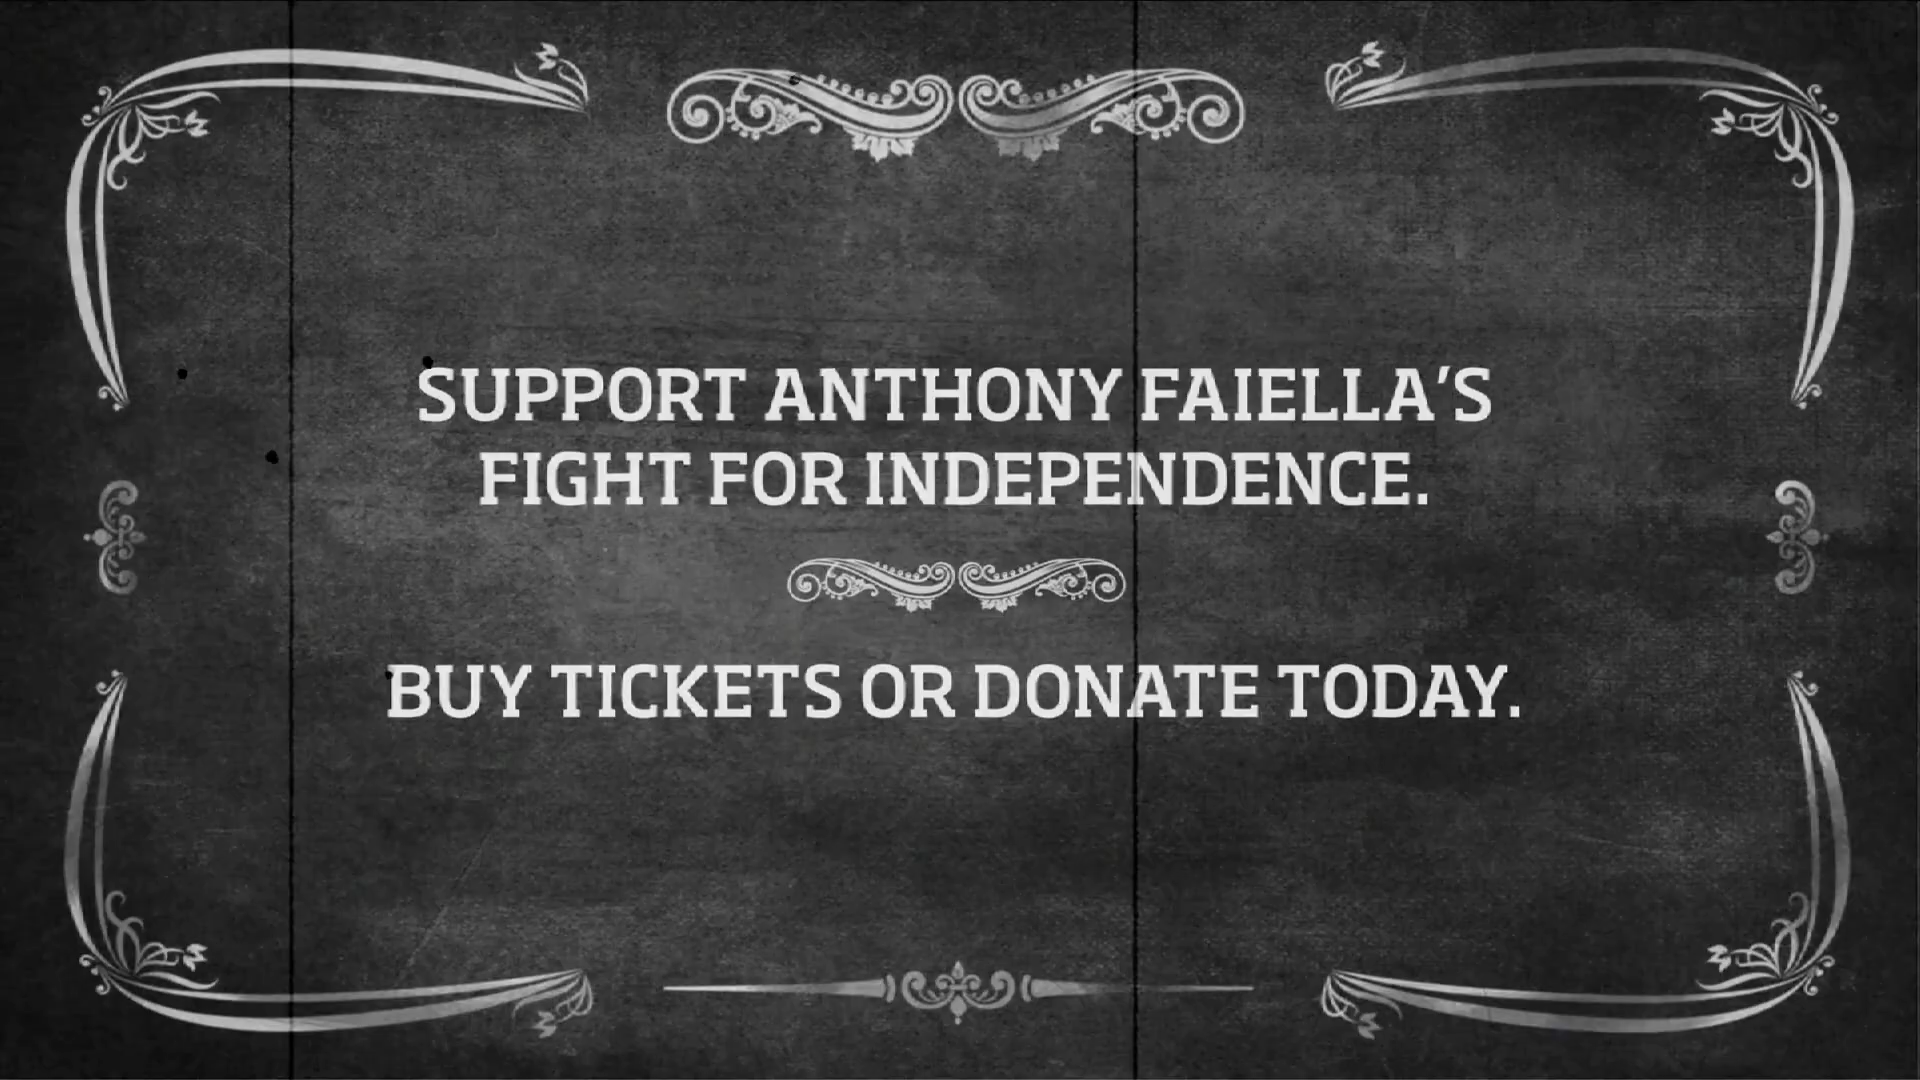 SUPPORT ANTHONY FAIELLA'S
FIGHT FOR INDEPENDENCE.
BUY TICKETS OR DONATE TODAY.